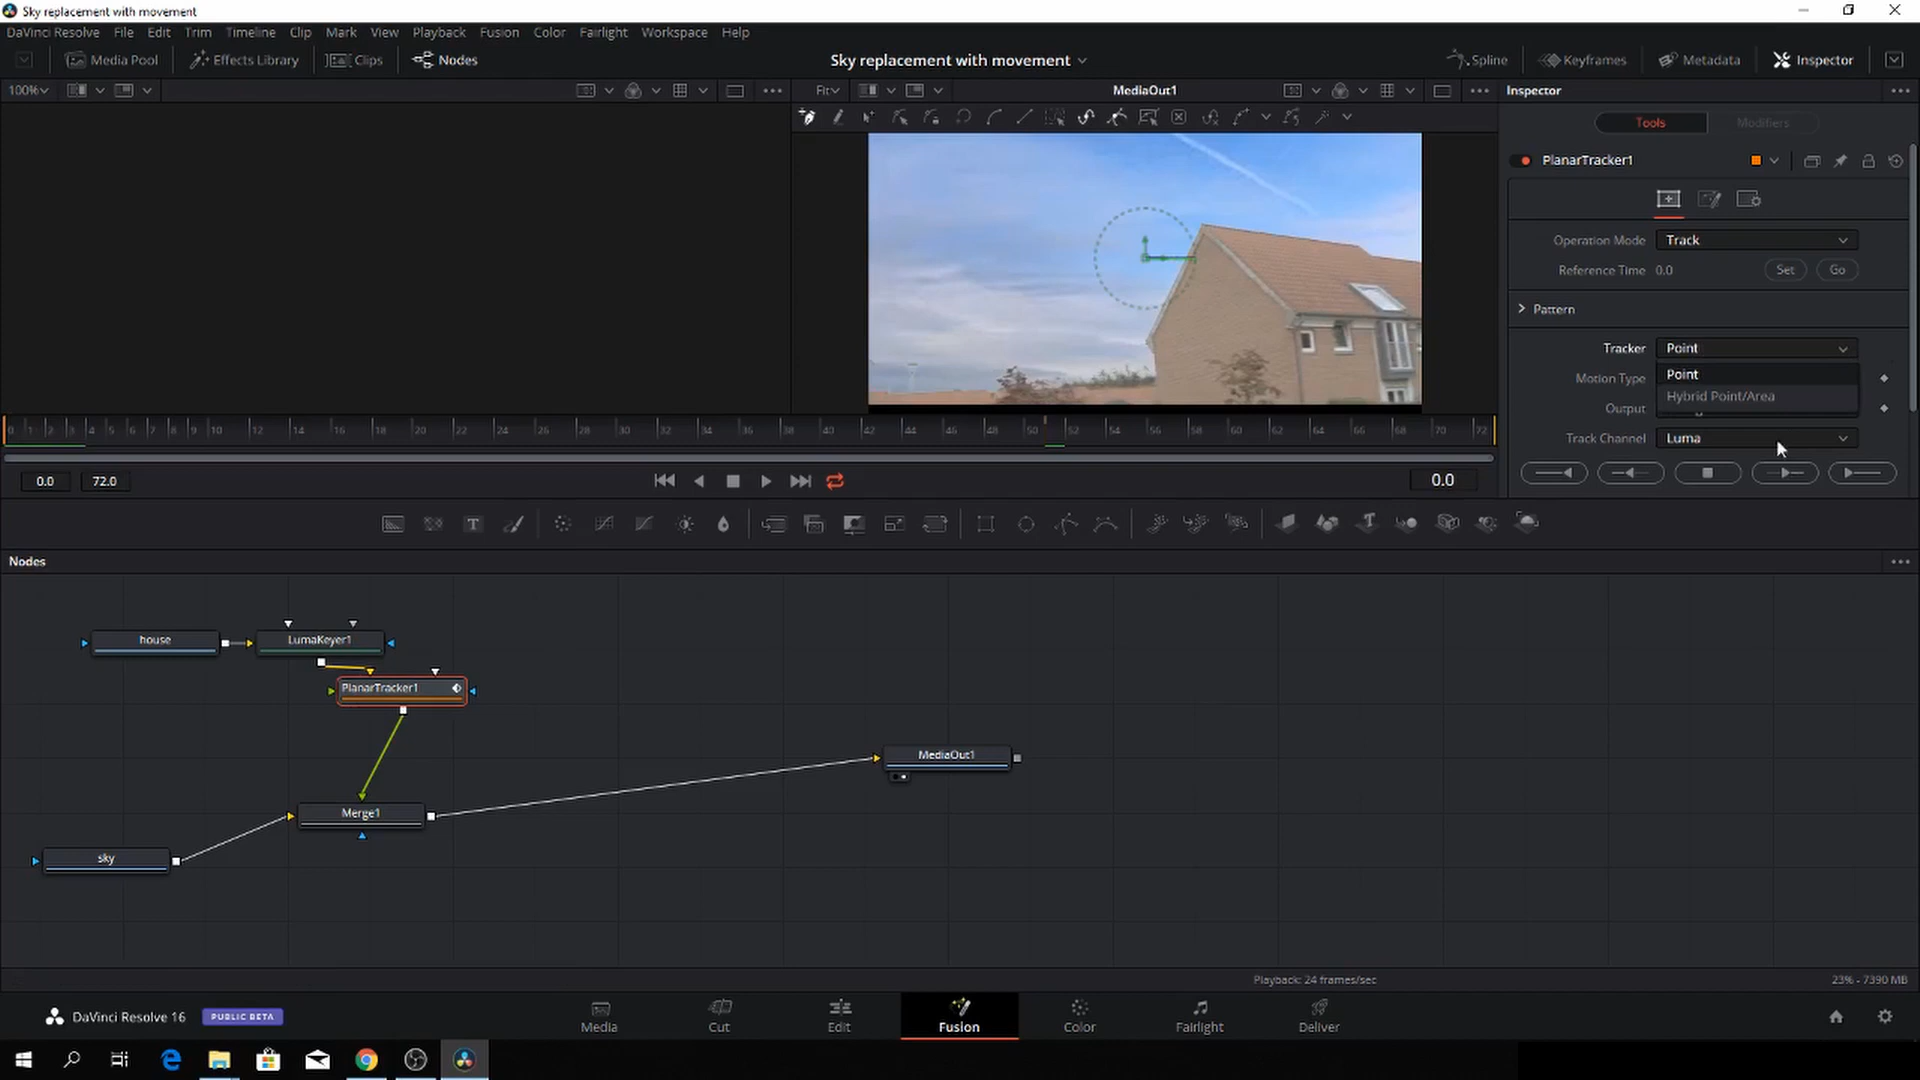 Sky replacement with movement
DaVinci Resolve File Edit Trim Timeline Clip Mark View Playback Fusion Color Fairlight Workspace Help
Media Pool Effects Library Clips Nodes Sky replacement with movement Spline Keyframes Metadata Inspector
100% Fit MediaOut1 Inspector
Tools Modifiers
PlanarTracker1
Operation Mode Track
Reference Time 0.0 Set Go
Pattern
Tracker Point
Point
Motion Type
Hybrid Point/Area
Output
Track Channel Luma
0 1 2 3 4 5 6 7 8 9 10 12 14 16 18 20 22 24 26 28 30 32 34 36 38 40 42 44 46 48 50 52 54 56 58 60 62 64 66 68 70 72
0.0 72.0 0.0
T T
Nodes
house LumaKeyer1
PlanarTracker1
MediaOut1
Merge1
sky
Playback: 24 frames/sec 23% - 7390 MB
DaVinci Resolve 16 PUBLIC BETA Media Cut Edit Fusion Color Fairlight Deliver